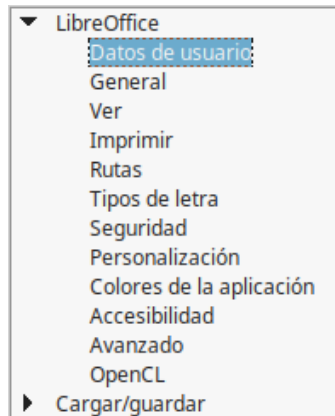 LibreOffice
Datos de usuario
General
Ver
Imprimir
Rutas
Tipos de letra
Seguridad
Personalización
Colores de la aplicación
Accesibilidad
Avanzado
OpenCL
Cargar/guardar